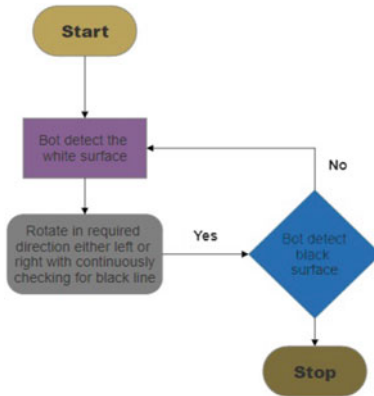 Start
Bot detect the
white surface
No
Rotate in required
direction either left or
right with continuously
checking for black line
Yes
Bot detect
black
surface
Stop